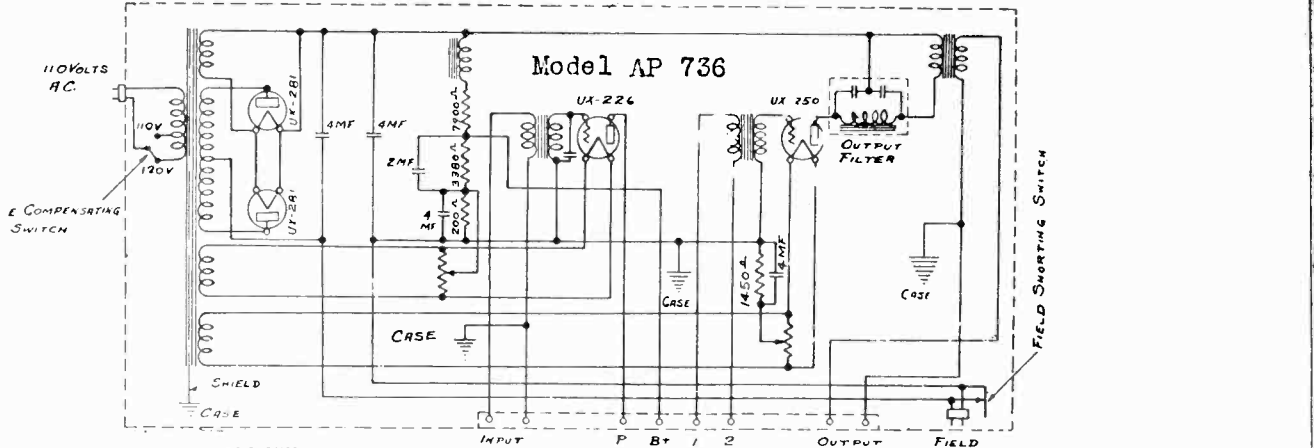 Model AP 736
110 VOLTS
A.C.
110V
120V
E COMPENSATING
SWITCH
UX-281
UX-281
4MF
4MF
2MF
4
MF
7900Ω
3380Ω
200Ω
UX-226
UX 250
OUTPUT
FILTER
CASE
CASE
CASE
1450Ω
4MF
FIELD SHORTING SWITCH
SHIELD
CASE
INPUT
P
B+
1
2
OUTPUT
FIELD